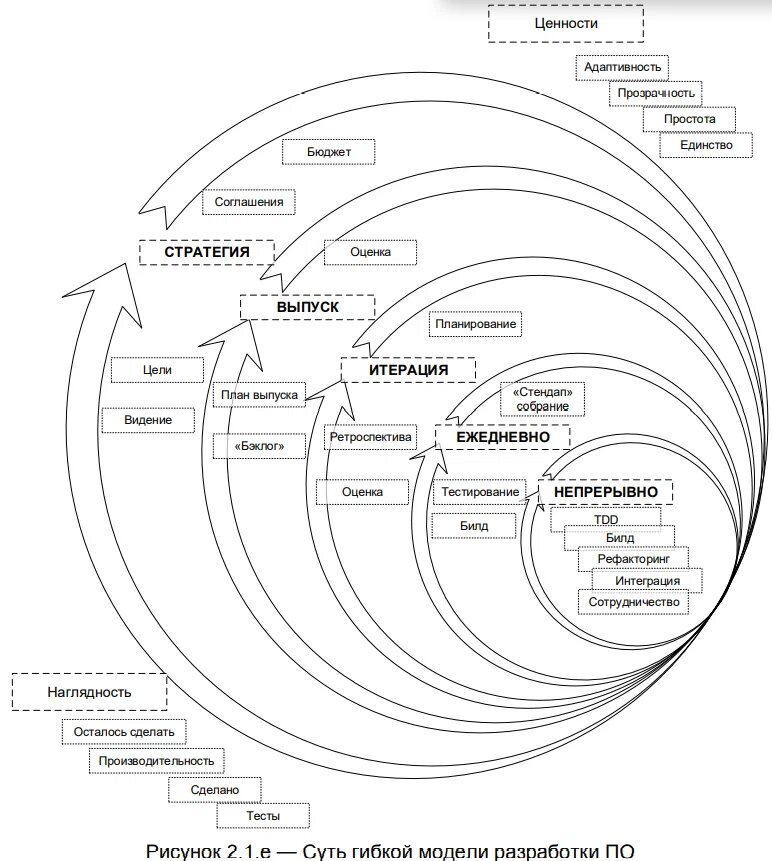 Ценности
Адаптивность
Прозрачность
Простота
Единство
Бюджет
Соглашения
СТРАТЕГИЯ
Оценка
ВЫПУСК
Планирование
ИТЕРАЦИЯ
Цели
План выпуска
«Стендап»
собрание
Видение
«Бэклог»
Ретроспектива
ЕЖЕДНЕВНО
Оценка
Тестирование
НЕПРЕРЫВНО
Билд
TDD
Билд
Рефакторинг
Интеграция
Сотрудничество
Наглядность
Осталось сделать
Производительность
Сделано
Тесты
Рисунок 2.1.e — Суть гибкой модели разработки ПО